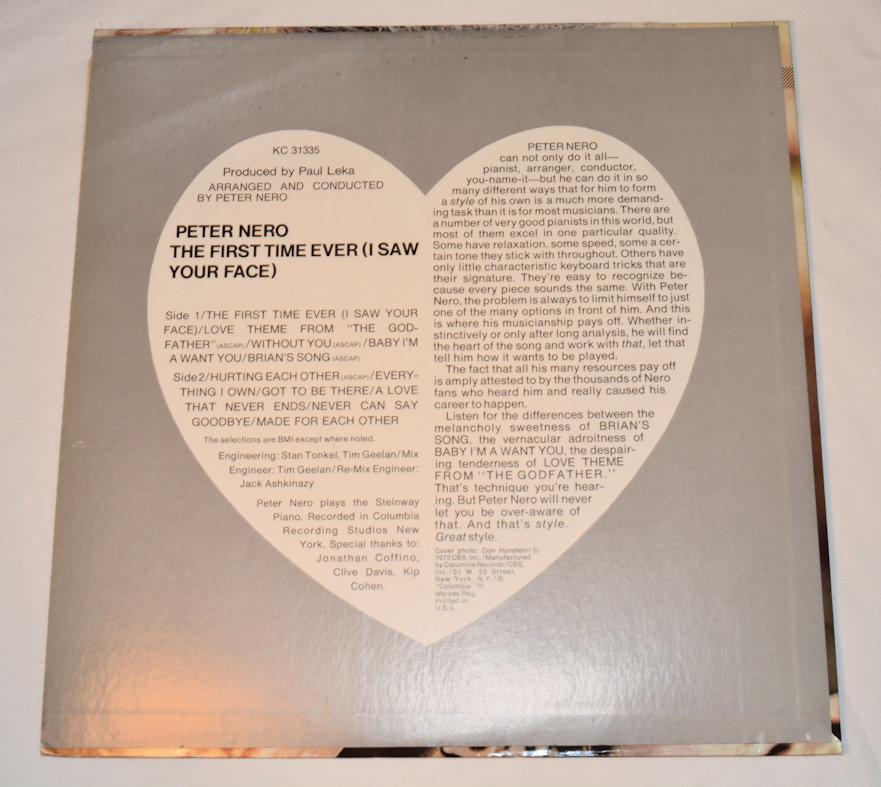 KC 31335
Produced by Paul Leka
ARRANGED AND CONDUCTED
BY PETER NERO
PETER NERO
THE FIRST TIME EVER (I SAW
YOUR FACE)
Side 1/THE FIRST TIME EVER (I SAW YOUR
FACE)/LOVE THEME FROM "THE GOD-
FATHER" (ASCAP)/WITHOUT YOU (ASCAP)/BABY I'M
A WANT YOU/BRIAN'S SONG (ASCAP)
Side2/HURTING EACH OTHER (ASCAP)/EVERY-
THING I OWN/GOT TO BE THERE/A LOVE
THAT NEVER ENDS/NEVER CAN SAY
GOODBYE/MADE FOR EACH OTHER
The selections are BMI except where noted.
Engineering: Stan Tonkel, Tim Geelan/Mix
Engineer: Tim Geelan/Re-Mix Engineer:
Jack Ashkinazy
Peter Nero plays the Steinway
Piano. Recorded in Columbia
Recording Studios New
York. Special thanks to:
Jonathan Coffino,
Clive Davis, Kip
Cohen.
PETER NERO
can not only do it all—
pianist, arranger, conductor,
you-name-it—but he can do it in so
many different ways that for him to form
a style of his own is a much more demand-
ing task than it is for most musicians. There are
a number of very good pianists in this world, but
most of them excel in one particular quality.
Some have relaxation, some speed, some a cer-
tain tone they stick with throughout. Others have
only little characteristic keyboard tricks that are
their signature. They're easy to recognize be-
cause every piece sounds the same. With Peter
Nero, the problem is always to limit himself to just
one of the many options in front of him. And this
is where his musicianship pays off. Whether in-
stinctively or only after long analysis, he will find
the heart of the song and work with that, let that
tell him how it wants to be played.
The fact that all his many resources pay off
is amply attested to by the thousands of Nero
fans who heard him and really caused his
career to happen.
Listen for the differences between the
melancholy sweetness of BRIAN'S
SONG, the vernacular adroitness of
BABY I'M A WANT YOU, the despair-
ing tenderness of LOVE THEME
FROM "THE GODFATHER."
That's technique you're hear-
ing. But Peter Nero will never
let you be over-aware of
that. And that's style.
Great style.
Cover photo: Don Hunstein/℗
1972 CBS, Inc./Manufactured
by Columbia Records/CBS,
Inc./51 W. 52 Street,
New York, N.Y./®
"Columbia" ™
Marcas Reg.
Printed in
U.S.A.